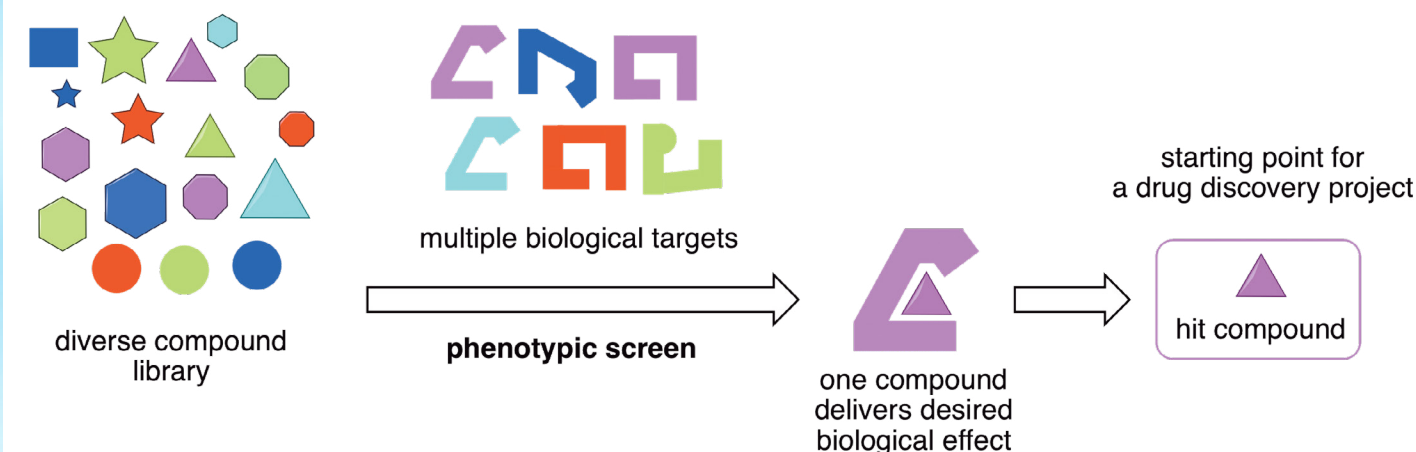 diverse compound
library
multiple biological targets
phenotypic screen
one compound
delivers desired
biological effect
starting point for
a drug discovery project
hit compound